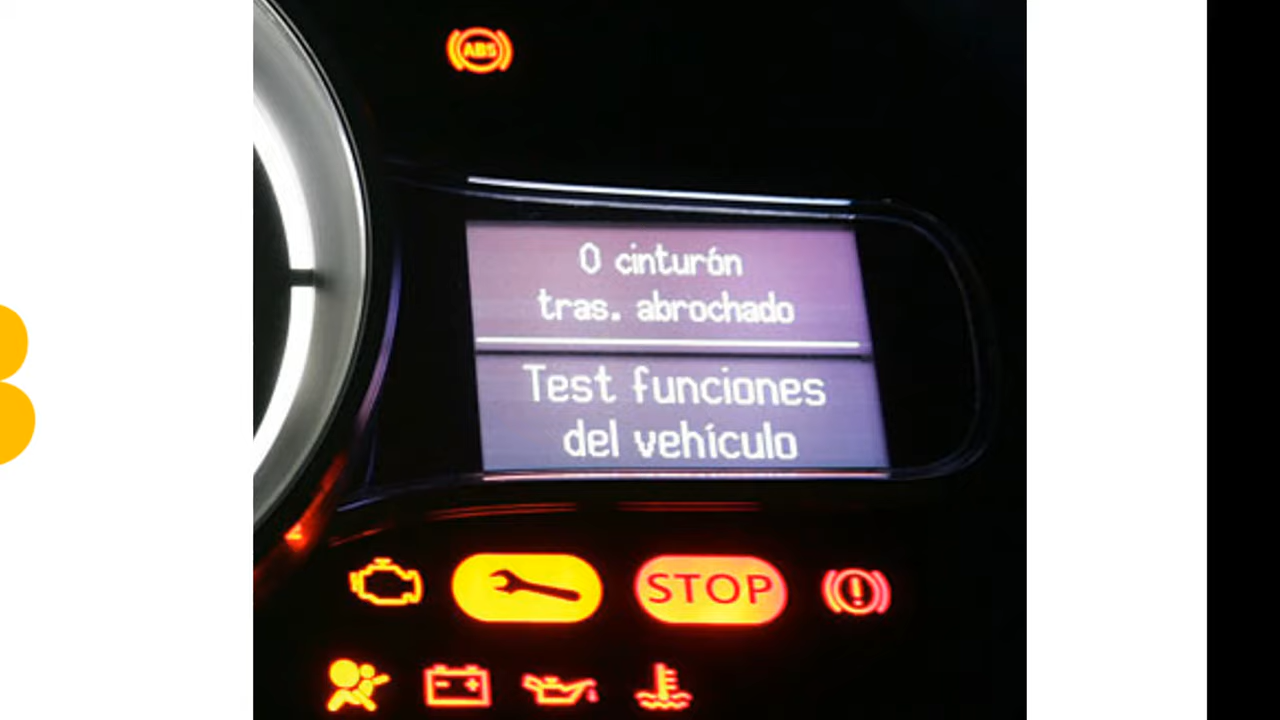 ABS
0 cinturón
tras. abrochado
Test funciones
del vehículo
STOP